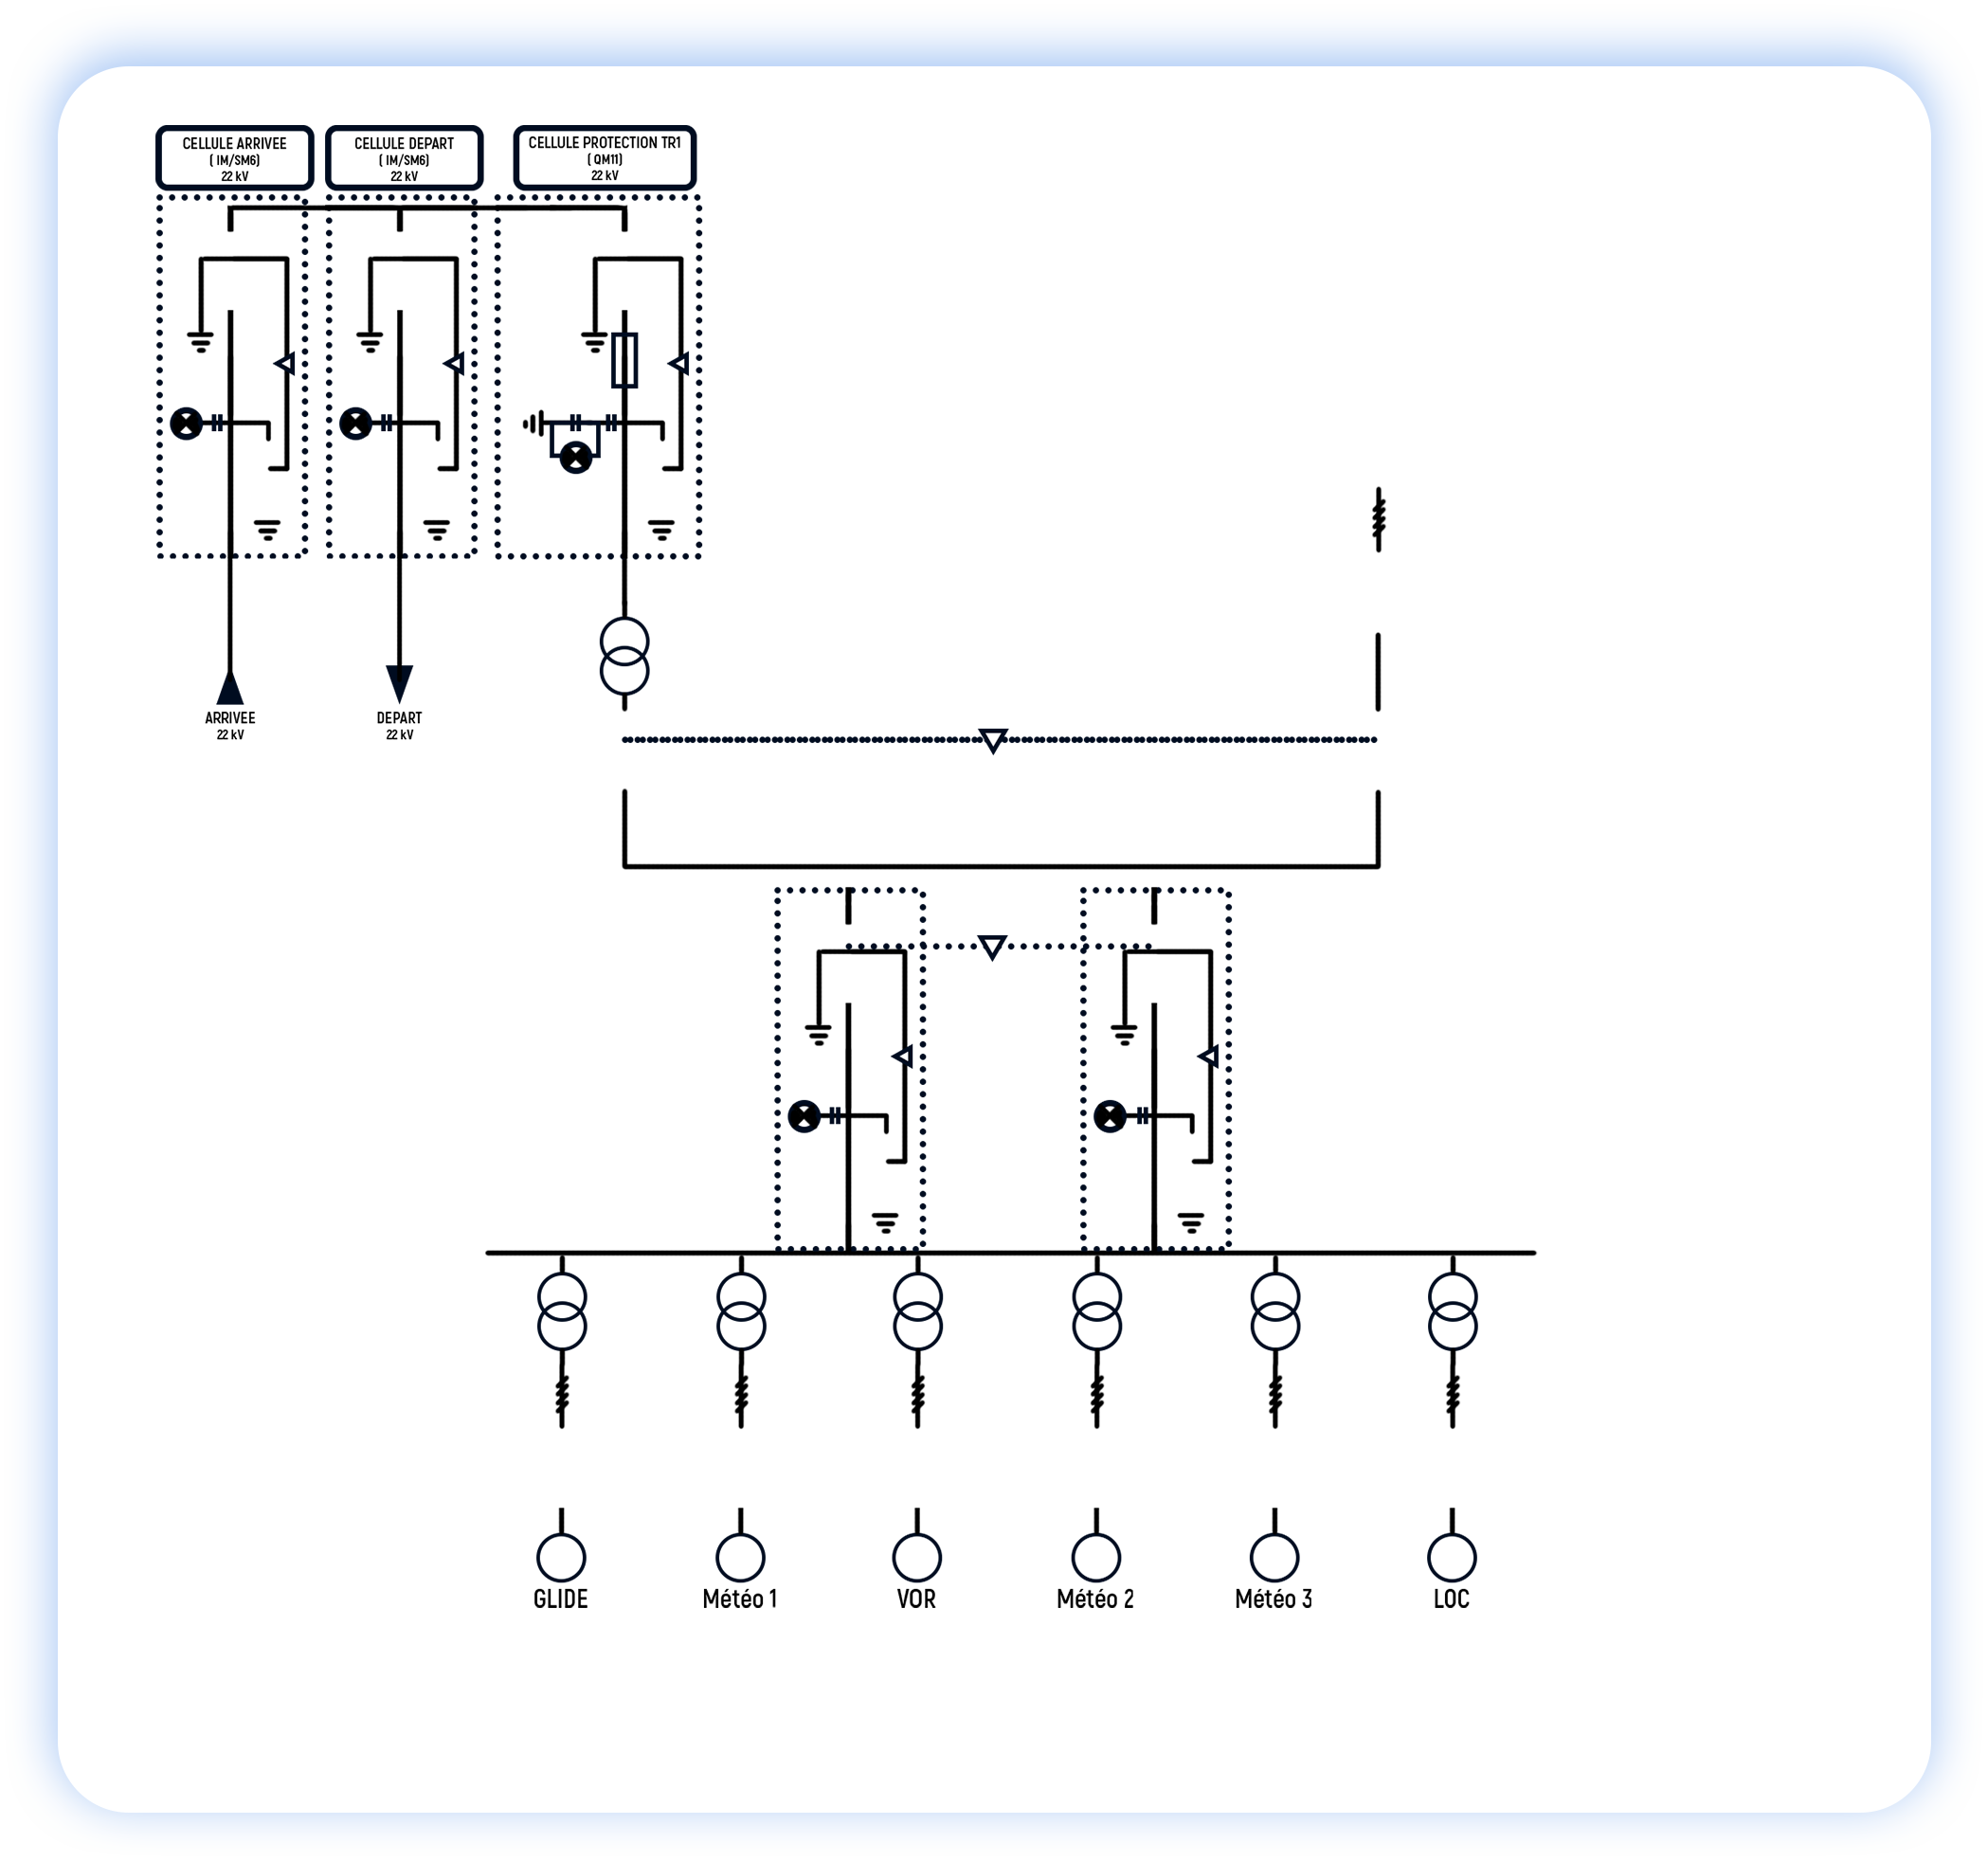 CELLULE ARRIVEE
( IM/SM6)
22 kV
CELLULE DEPART
( IM/SM6)
22 kV
CELLULE PROTECTION TR1
( QM11)
22 kV
ARRIVEE
22 kV
DEPART
22 kV
GLIDE
Météo 1
VOR
Météo 2
Météo 3
LOC